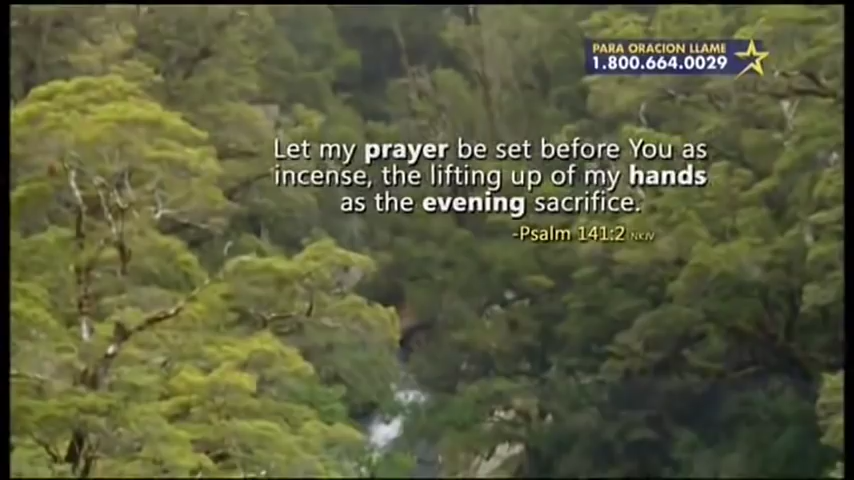 PARA ORACION LLAME
1.800.664.0029
Let my prayer be set before You as
incense, the lifting up of my hands
as the evening sacrifice.
-Psalm 141:2 NKJV